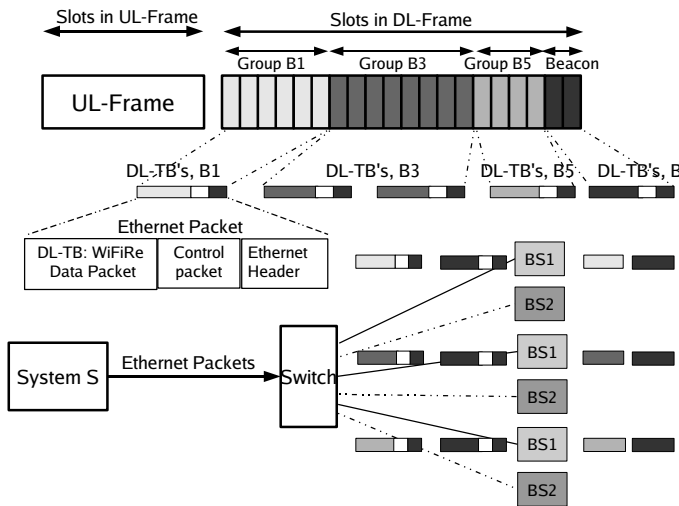 Slots in UL-Frame
Slots in DL-Frame
Group B1
Group B3
Group B5
Beacon
UL-Frame
DL-TB's, B1
DL-TB's, B3
DL-TB's, B5
DL-TB's, B
Ethernet Packet
DL-TB: WiFiRe
Data Packet
Control
packet
Ethernet
Header
BS1
BS2
System S
Ethernet Packets
Switch
BS1
BS2
BS1
BS2